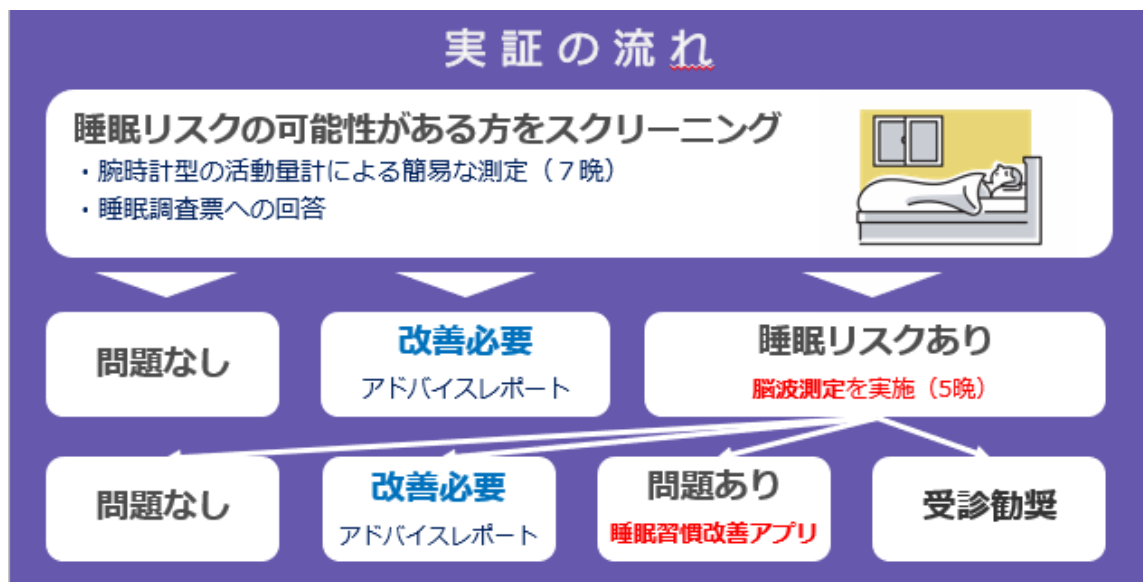 実証の流れ
睡眠リスクの可能性がある方をスクリーニング
・腕時計型の活動量計による簡易な測定（７晩）
・睡眠調査票への回答
問題なし
改善必要
アドバイスレポート
睡眠リスクあり
脳波測定を実施（5晩）
問題なし
改善必要
アドバイスレポート
問題あり
睡眠習慣改善アプリ
受診勧奨